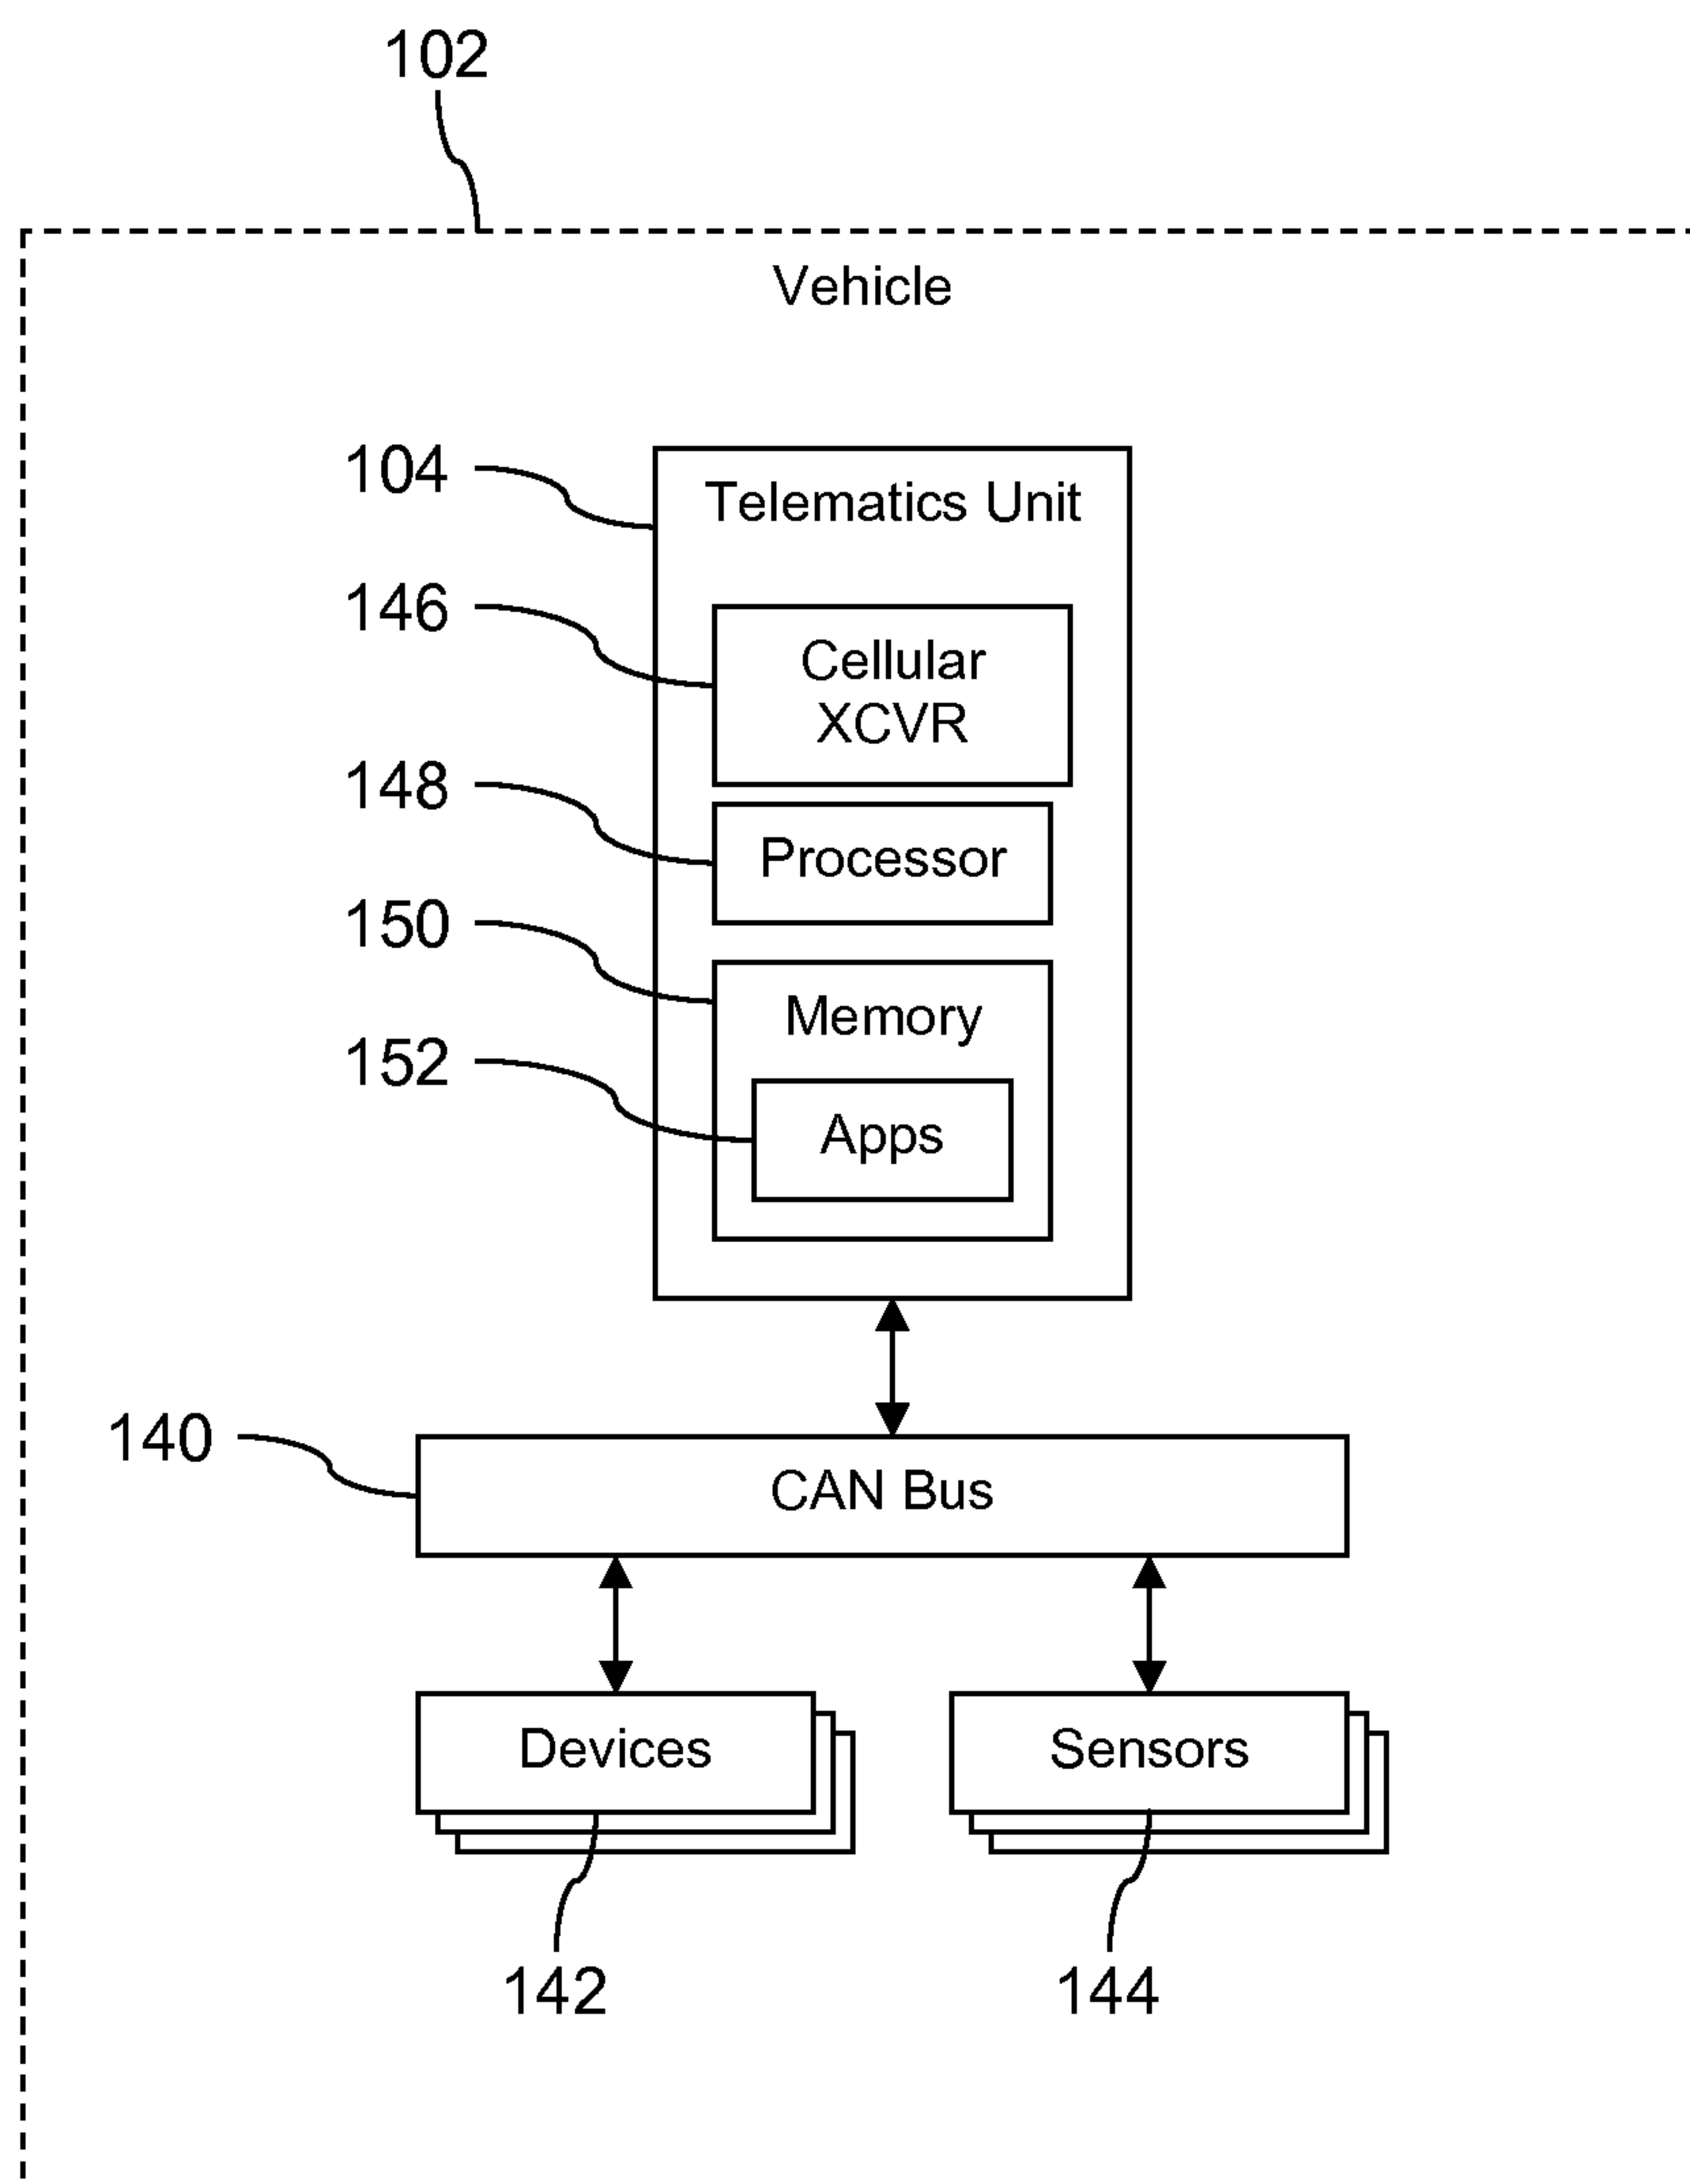 102
Vehicle
104
Telematics Unit
146
Cellular
XCVR
148
Processor
150
Memory
152
Apps
140
CAN Bus
Devices
Sensors
142
144